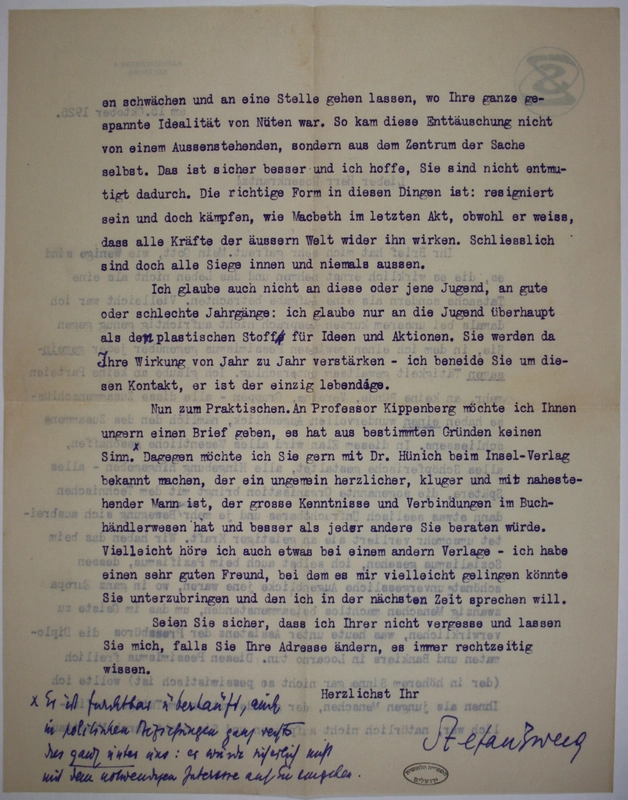 en schwächen und an eine Stelle gehen lassen, wo Ihre ganze ge-
spannte Idealität von Nöten war. So kam diese Enttäuschung nicht
von einem Aussenstehenden, sondern aus dem Zentrum der Sache
selbst. Das ist sicher besser und ich hoffe, Sie sind nicht entmu-
tigt dadurch. Die richtige Form in diesen Dingen ist: resigniert
sein und doch kämpfen, wie Macbeth im letzten Akt, obwohl er weiss,
dass alle Kräfte der äussern Welt wider ihn wirken. Schliesslich
sind doch alle Siege innen und niemals aussen.
Ich glaube auch nicht an diese oder jene Jugend, an gute
oder schlechte Jahrgänge: ich glaube nur an die Jugend überhaupt
als den plastischen Stoff für Ideen und Aktionen. Sie werden da
Ihre Wirkung von Jahr zu Jahr verstärken - ich beneide Sie um die-
sen Kontakt, er ist der einzig lebendige.
Nun zum Praktischen. An Professor Kippenberg möchte ich Ihnen
ungern einen Brief geben, es hat aus bestimmten Gründen keinen
Sinn.x Dagegen möchte ich Sie gern mit Dr. Hünich beim Insel-Verlag
bekannt machen, der ein ungemein herzlicher, kluger und mit naheste-
hender Mann ist, der grosse Kenntnisse und Verbindungen im Buch-
händlerwesen hat und besser als jeder andere Sie beraten würde.
Vielleicht höre ich auch etwas bei einem andern Verlage - ich habe
einen sehr guten Freund, bei dem es mir vielleicht gelingen könnte
Sie unterzubringen und den ich in der nächsten Zeit sprechen will.
Seien Sie sicher, dass ich Ihrer nicht vergesse und lassen
Sie mich, falls Sie Ihre Adresse ändern, es immer rechtzeitig
wissen.
Herzlichst Ihr
Stefan Zweig
x Er ist furchtbar überlaufen, auch
in politischen Beziehungen ganz rechts
dies ganz unter uns: er würde sicherlich nicht
mit dem notwendigen Interesse auf Sie eingehen.